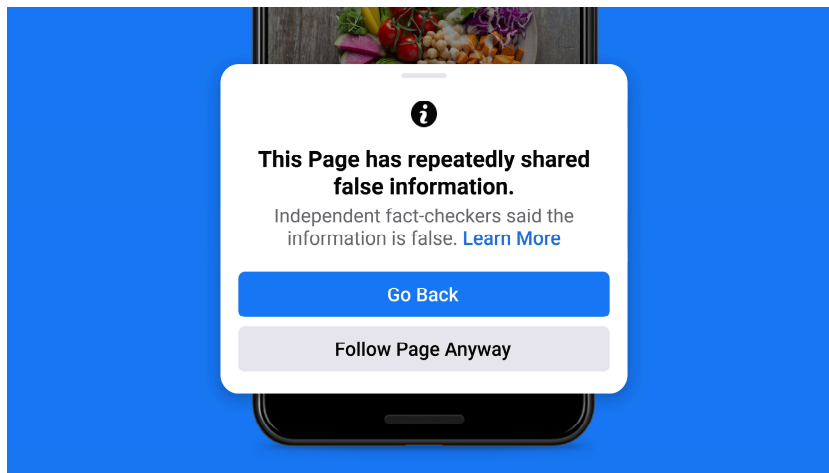 This Page has repeatedly shared
false information.
Independent fact-checkers said the
information is false. Learn More
Go Back
Follow Page Anyway